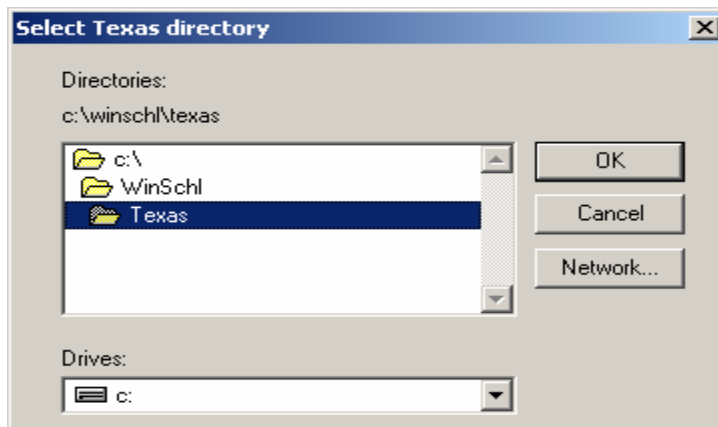 Select Texas directory
Directories:
c:\winschl\texas
c:\
WinSchl
Texas
OK
Cancel
Network...
Drives:
c: